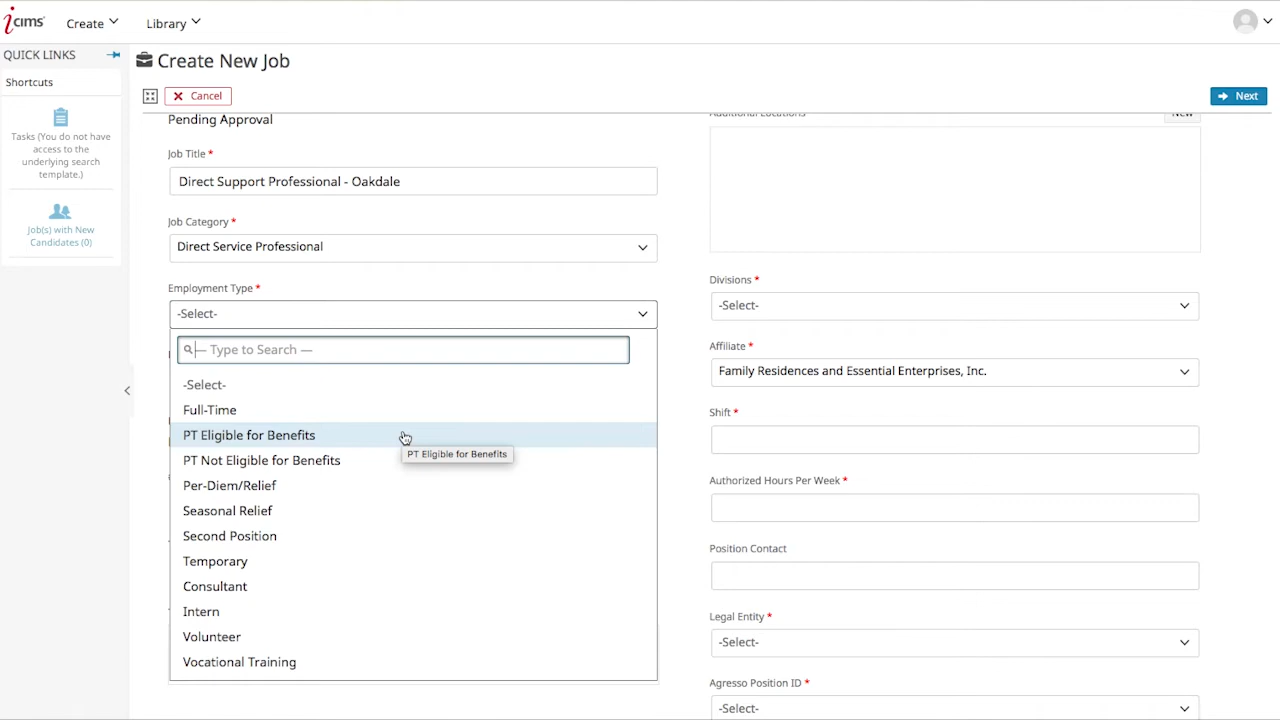 iCIMS
Create
Library
QUICK LINKS
Shortcuts
Tasks (You do not have
access to the
underlying search
template.)
Job(s) with New
Candidates (0)
Create New Job
Cancel
Next
Pending Approval
Job Title *
Direct Support Professional - Oakdale
Job Category *
Direct Service Professional
Employment Type *
-Select-
— Type to Search —
-Select-
Full-Time
PT Eligible for Benefits
PT Eligible for Benefits
PT Not Eligible for Benefits
Per-Diem/Relief
Seasonal Relief
Second Position
Temporary
Consultant
Intern
Volunteer
Vocational Training
Additional Locations
New
Divisions *
-Select-
Affiliate *
Family Residences and Essential Enterprises, Inc.
Shift *
Authorized Hours Per Week *
Position Contact
Legal Entity *
-Select-
Agresso Position ID *
-Select-